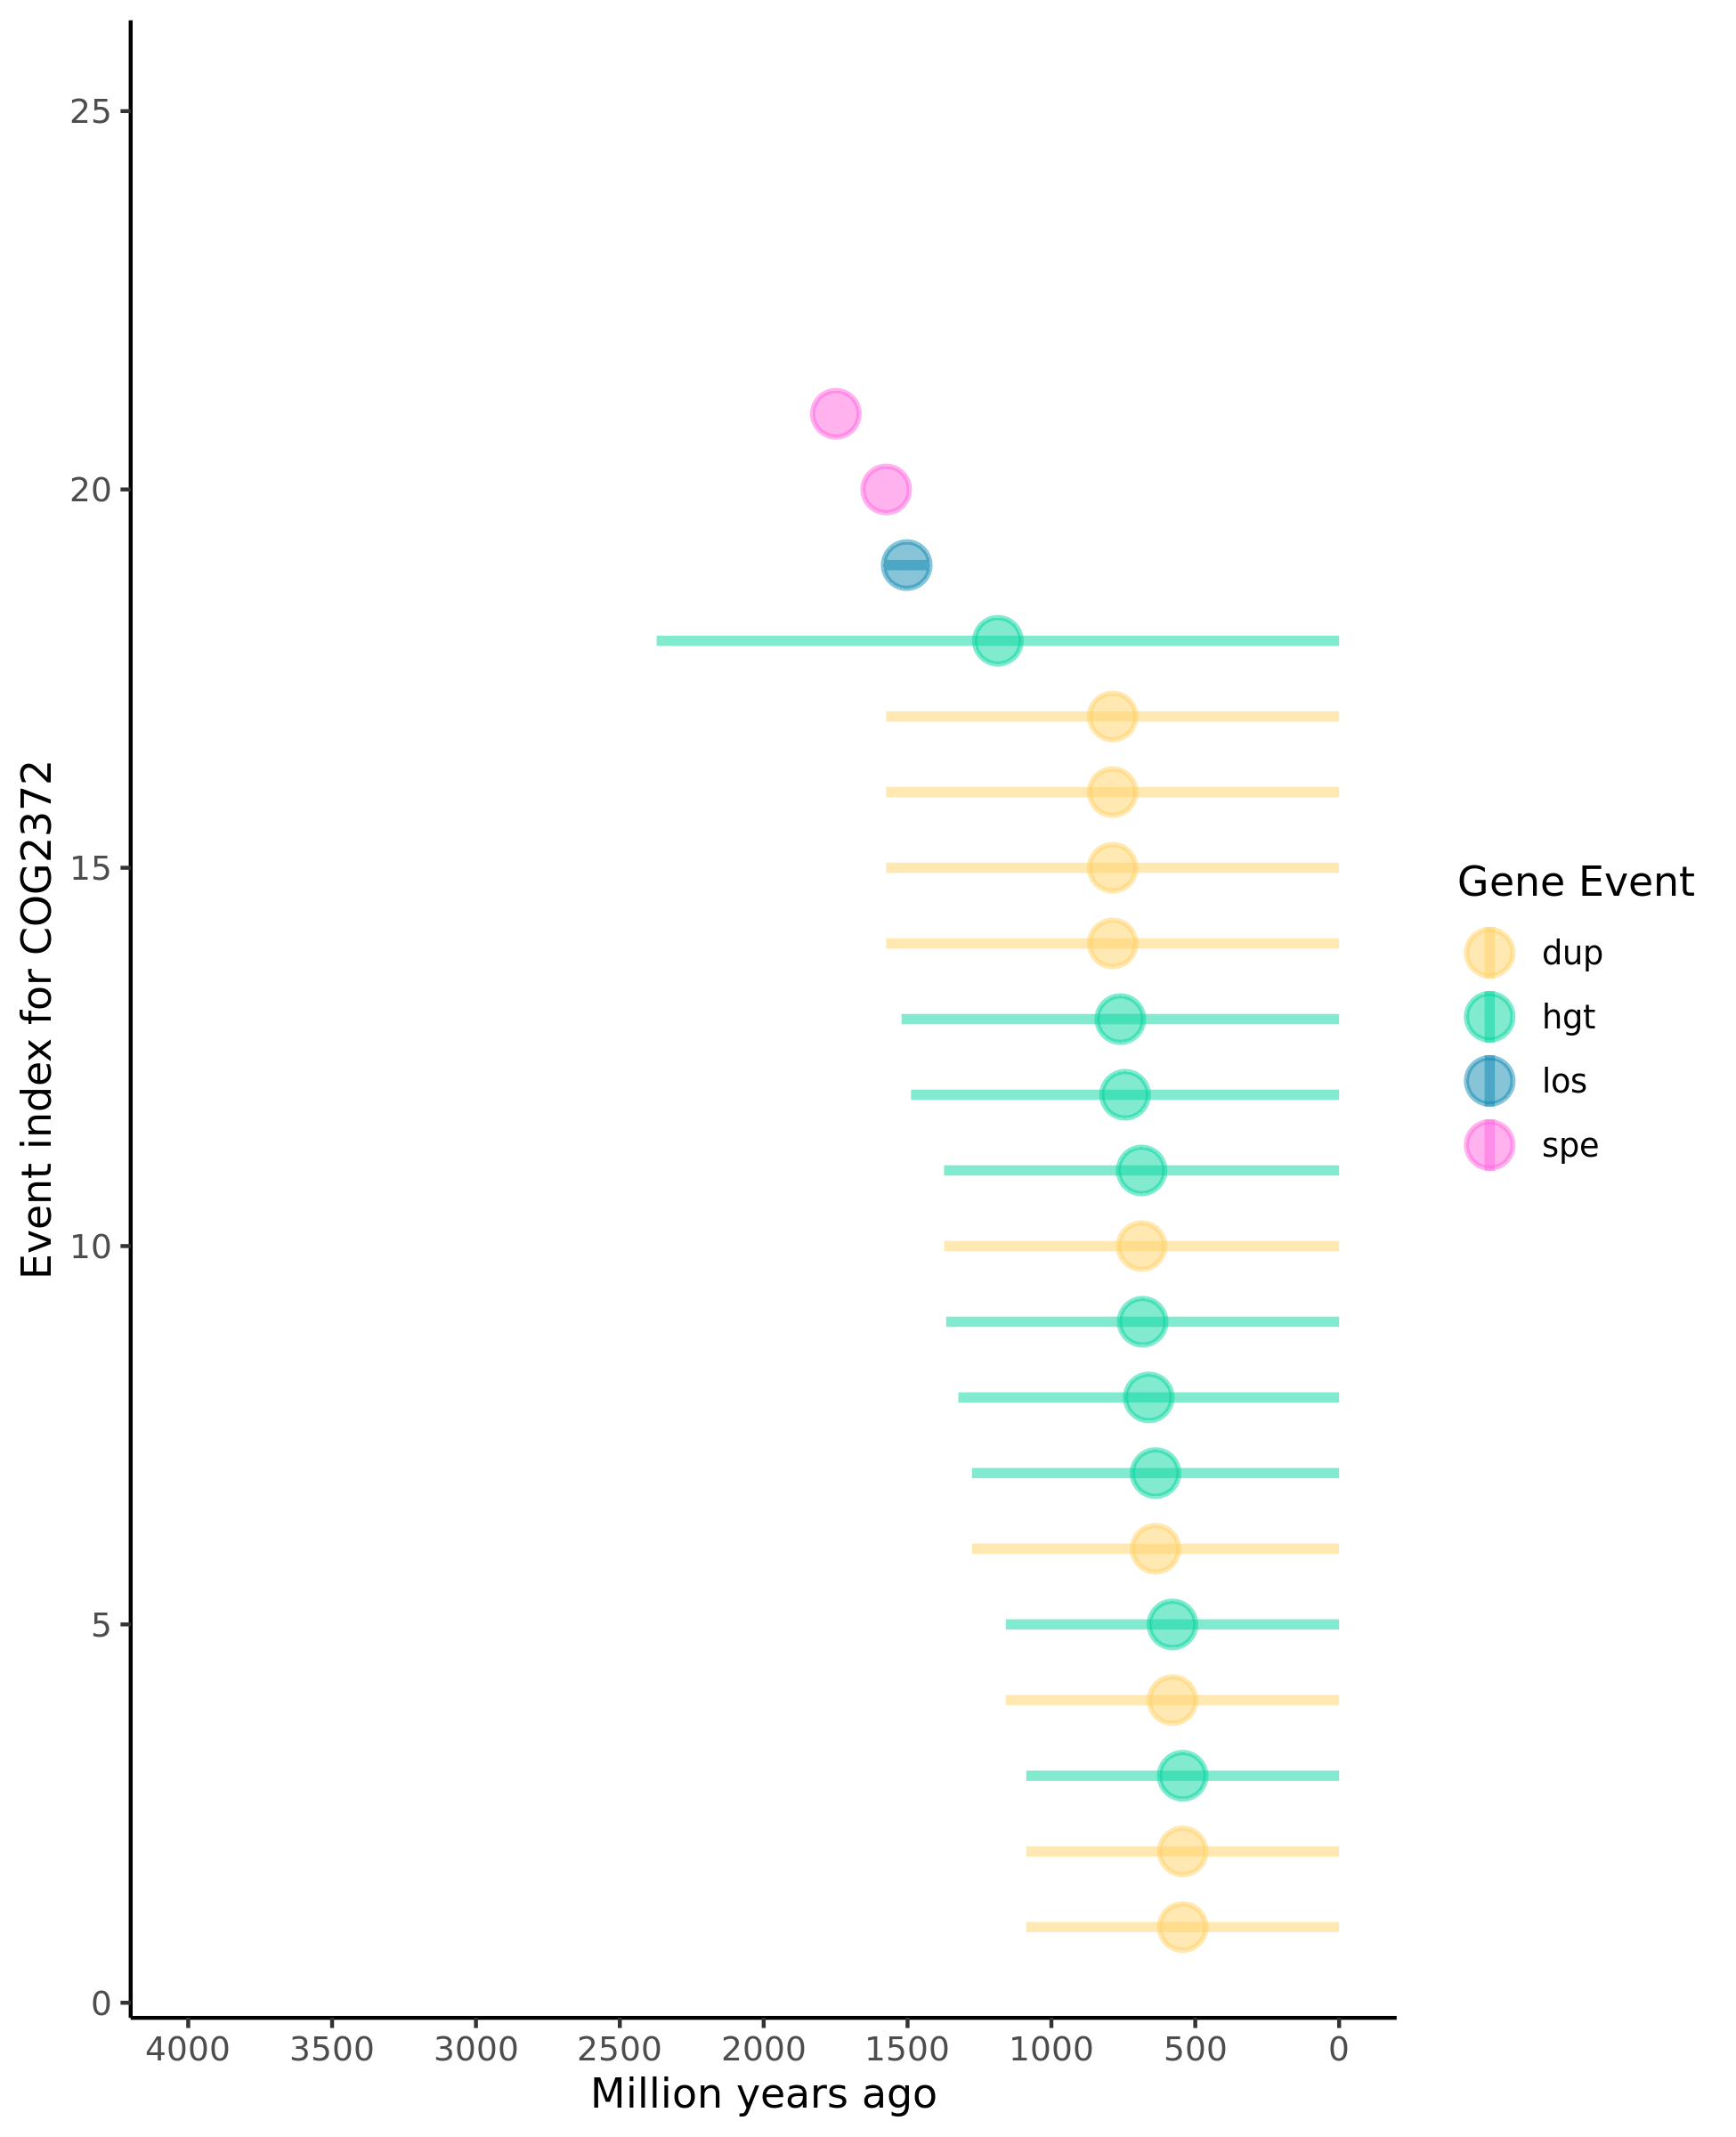 25
20
15
10
5
0
Event index for COG2372
4000 3500 3000 2500 2000 1500 1000 500 0
Million years ago
Gene Event
dup
hgt
los
spe